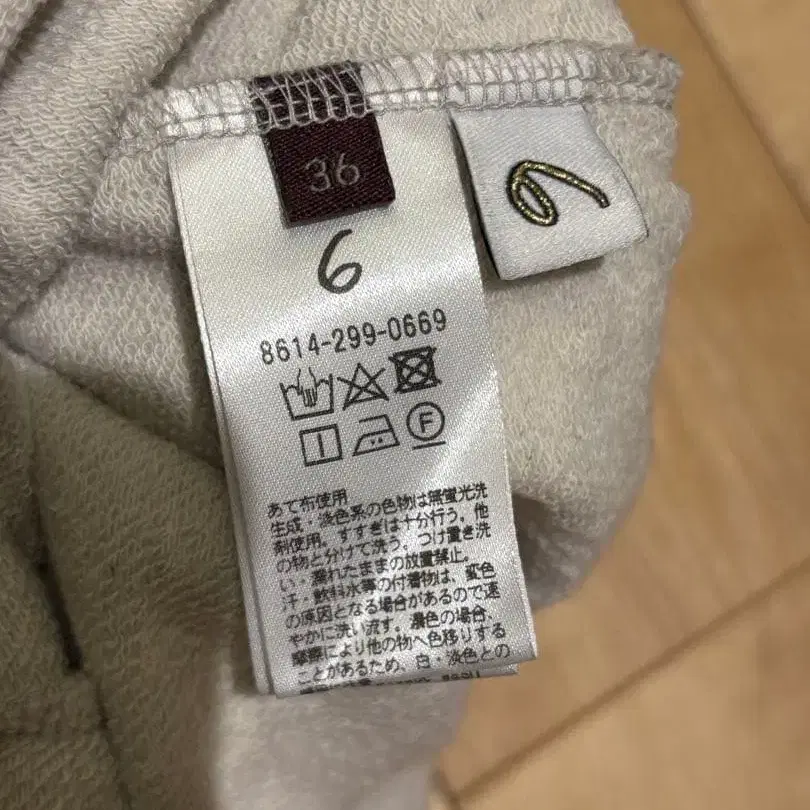 36
6
6
8614-299-0669
F
あて布使用
生成・淡色系の色物は無蛍光洗
剤使用。すすぎは十分行う。他
の物と分けて洗う。つけ置き洗
い・濡れたままの放置禁止。
汗・飲料水等の付着物は、変色
の原因となる場合があるので速
やかに洗い流す。濃色の場合、
摩擦により他の物へ色移りする
ことがあるため、白・淡色との